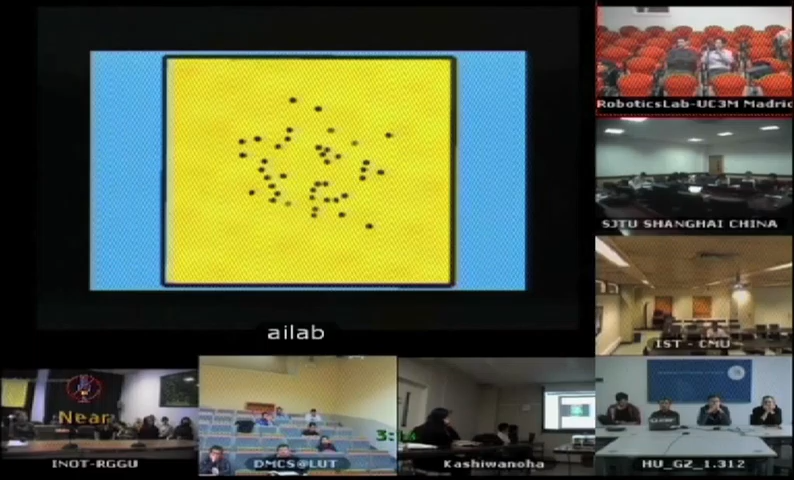 RoboticsLab-UC3M Madrid
SJTU SHANGHAI CHINA
ailab
IST - CMU
Near
INOT-RGGU
DMCS@LUT
Kashiwanoha
HU_GZ_1.312